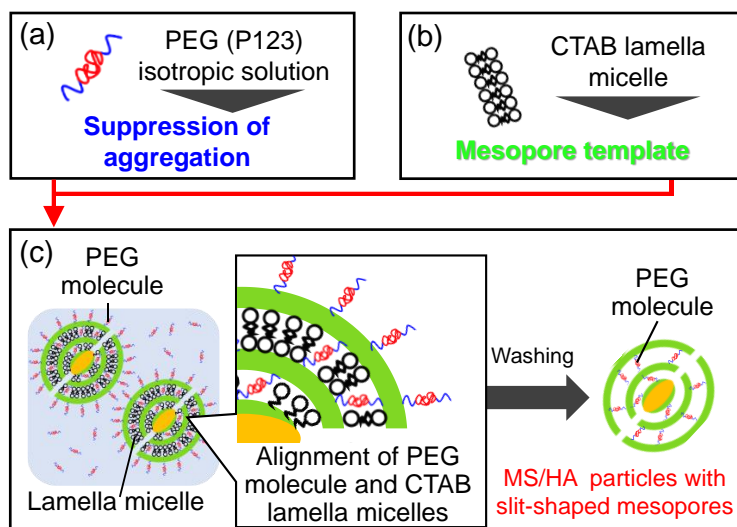 (a)
PEG (P123)
isotropic solution
Suppression of
aggregation
(b)
CTAB lamella
micelle
Mesopore template
(c)
PEG
molecule
Lamella micelle
Alignment of PEG
molecule and CTAB
lamella micelles
Washing
PEG
molecule
MS/HA particles with
slit-shaped mesopores